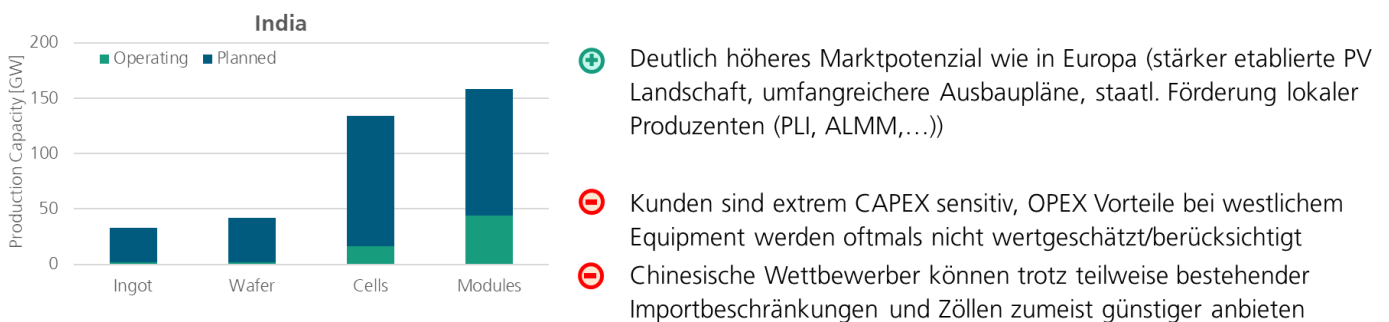 India
200
Operating Planned
150
100
50
0
Production Capacity [GW]
Ingot Wafer Cells Modules
Deutlich höheres Marktpotenzial wie in Europa (stärker etablierte PV
Landschaft, umfangreichere Ausbaupläne, staatl. Förderung lokaler
Produzenten (PLI, ALMM,…))
Kunden sind extrem CAPEX sensitiv, OPEX Vorteile bei westlichem
Equipment werden oftmals nicht wertgeschätzt/berücksichtigt
Chinesische Wettbewerber können trotz teilweise bestehender
Importbeschränkungen und Zöllen zumeist günstiger anbieten